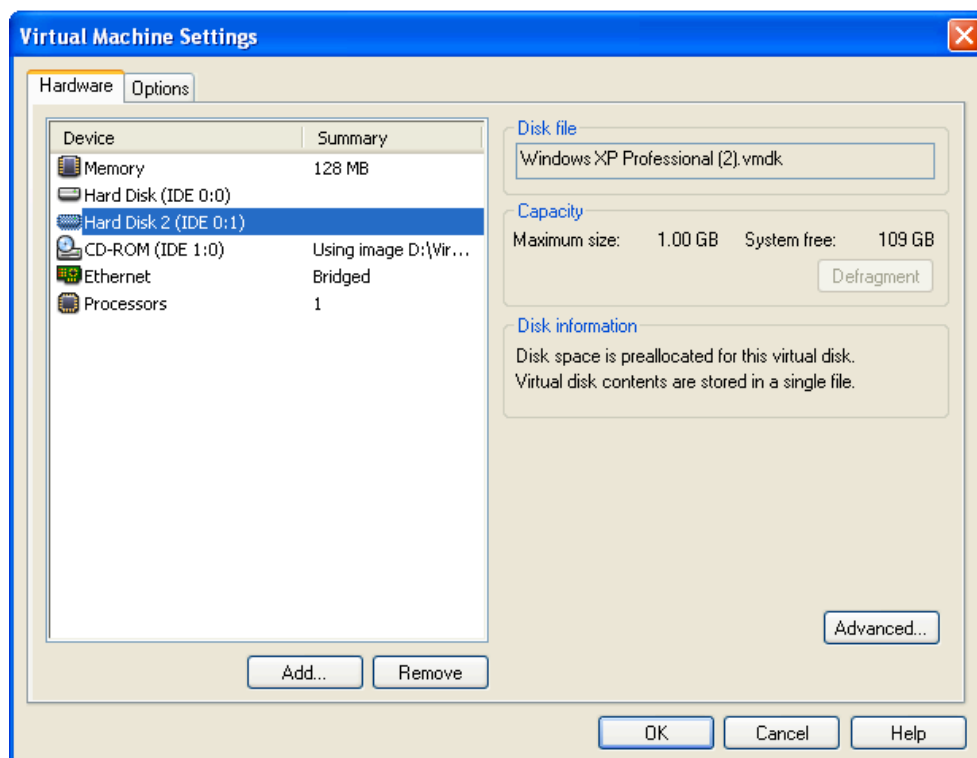 Virtual Machine Settings
Hardware Options
Device Summary
Memory 128 MB
Hard Disk (IDE 0:0)
Hard Disk 2 (IDE 0:1)
CD-ROM (IDE 1:0) Using image D:\Vir...
Ethernet Bridged
Processors 1
Add... Remove
Disk file
Windows XP Professional (2).vmdk
Capacity
Maximum size: 1.00 GB System free: 109 GB
Defragment
Disk information
Disk space is preallocated for this virtual disk.
Virtual disk contents are stored in a single file.
Advanced...
OK Cancel Help